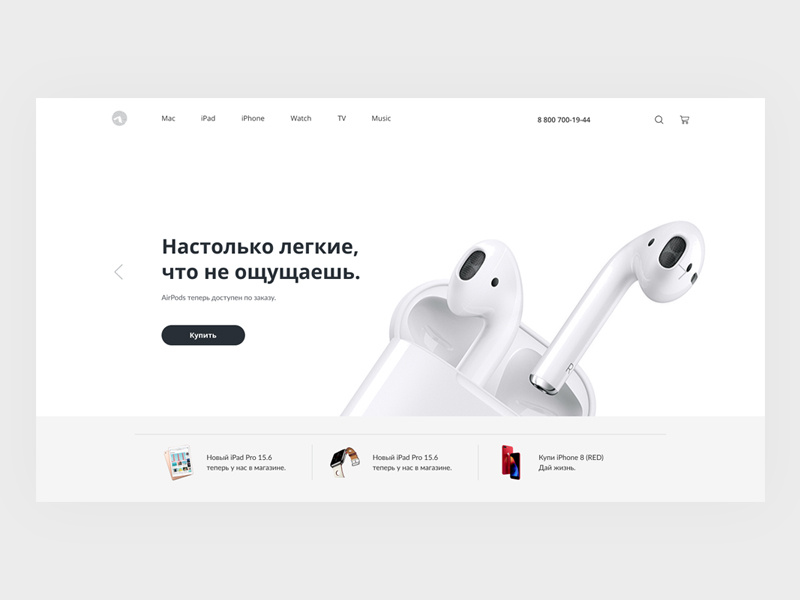 Mac iPad iPhone Watch TV Music 8 800 700-19-44
Настолько легкие,
что не ощущаешь.
AirPods теперь доступен по заказу.
Купить
R
Новый iPad Pro 15.6
теперь у нас в магазине.
Новый iPad Pro 15.6
теперь у нас в магазине.
Купи iPhone 8 (RED)
Дай жизнь.